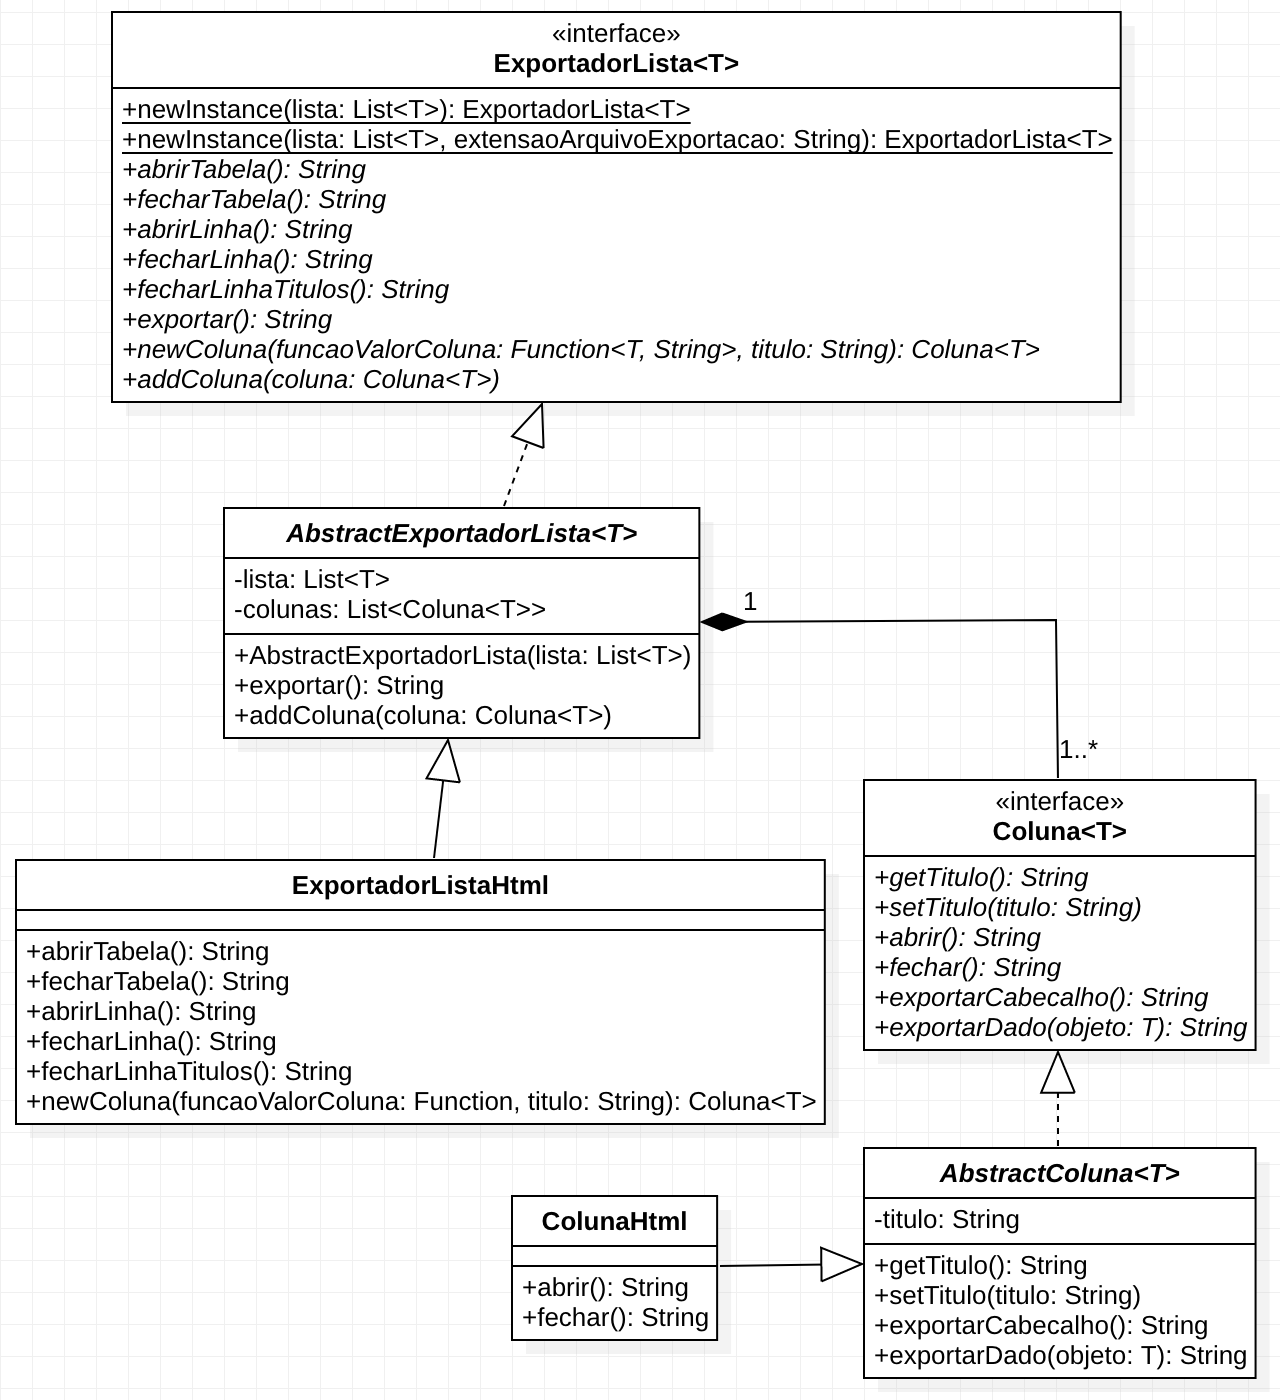 «interface»
ExportadorLista<T>
+newInstance(lista: List<T>): ExportadorLista<T>
+newInstance(lista: List<T>, extensaoArquivoExportacao: String): ExportadorLista<T>
+abrirTabela(): String
+fecharTabela(): String
+abrirLinha(): String
+fecharLinha(): String
+fecharLinhaTitulos(): String
+exportar(): String
+newColuna(funcaoValorColuna: Function<T, String>, titulo: String): Coluna<T>
+addColuna(coluna: Coluna<T>)
AbstractExportadorLista<T>
-lista: List<T>
-colunas: List<Coluna<T>>
+AbstractExportadorLista(lista: List<T>)
+exportar(): String
+addColuna(coluna: Coluna<T>)
1
1..*
«interface»
Coluna<T>
+getTitulo(): String
+setTitulo(titulo: String)
+abrir(): String
+fechar(): String
+exportarCabecalho(): String
+exportarDado(objeto: T): String
ExportadorListaHtml
+abrirTabela(): String
+fecharTabela(): String
+abrirLinha(): String
+fecharLinha(): String
+fecharLinhaTitulos(): String
+newColuna(funcaoValorColuna: Function, titulo: String): Coluna<T>
AbstractColuna<T>
-titulo: String
+getTitulo(): String
+setTitulo(titulo: String)
+exportarCabecalho(): String
+exportarDado(objeto: T): String
ColunaHtml
+abrir(): String
+fechar(): String